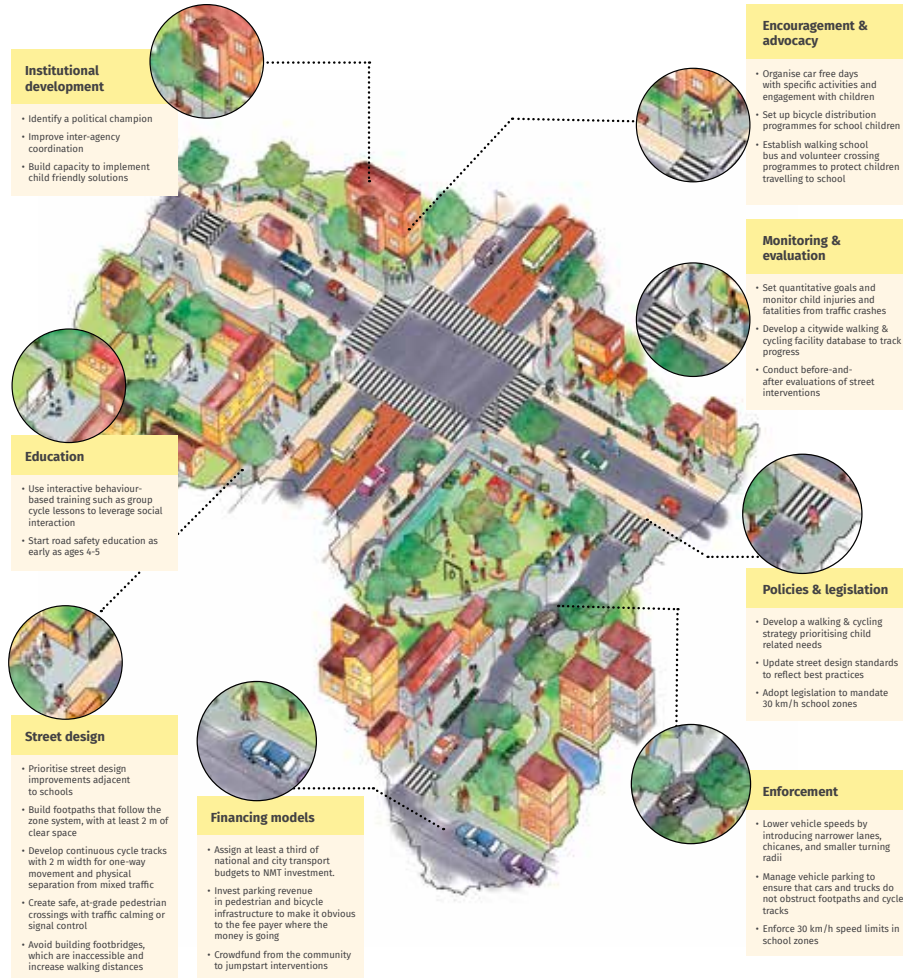 Institutional
development
• Identify a political champion
• Improve inter-agency
coordination
• Build capacity to implement
child friendly solutions
Encouragement &
advocacy
• Organise car free days
with specific activities and
engagement with children
• Set up bicycle distribution
programmes for school children
• Establish walking school
bus and volunteer crossing
programmes to protect children
travelling to school
Monitoring &
evaluation
• Set quantitative goals and
monitor child injuries and
fatalities from traffic crashes
• Develop a citywide walking &
cycling facility database to track
progress
• Conduct before-and-
after evaluations of street
interventions
Education
• Use interactive behaviour-
based training such as group
cycle lessons to leverage social
interaction
• Start road safety education as
early as ages 4-5
Policies & legislation
• Develop a walking & cycling
strategy prioritising child
related needs
• Update street design standards
to reflect best practices
• Adopt legislation to mandate
30 km/h school zones
Street design
• Prioritise street design
improvements adjacent
to schools
• Build footpaths that follow the
zone system, with at least 2 m of
clear space
• Develop continuous cycle tracks
with 2 m width for one-way
movement and physical
separation from mixed traffic
• Create safe, at-grade pedestrian
crossings with traffic calming or
signal control
• Avoid building footbridges,
which are inaccessible and
increase walking distances
Financing models
• Assign at least a third of
national and city transport
budgets to NMT investment.
• Invest parking revenue
in pedestrian and bicycle
infrastructure to make it obvious
to the fee payer where the
money is going
• Crowdfund from the community
to jumpstart interventions
Enforcement
• Lower vehicle speeds by
introducing narrower lanes,
chicanes, and smaller turning
radii
• Manage vehicle parking to
ensure that cars and trucks do
not obstruct footpaths and cycle
tracks
• Enforce 30 km/h speed limits in
school zones